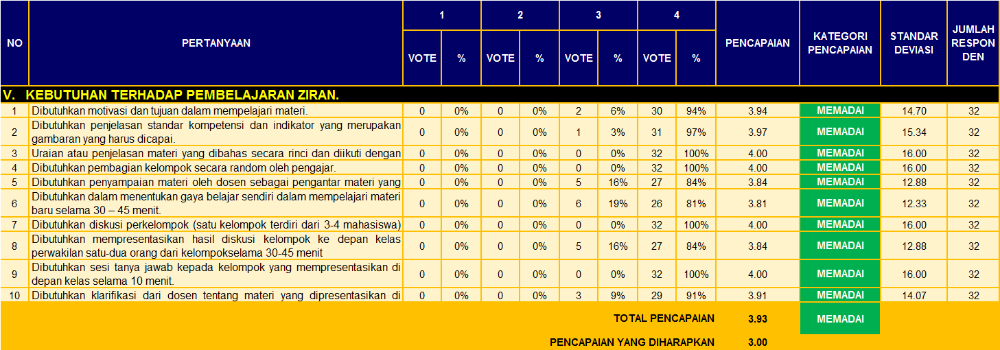 NO PERTANYAAN 1 2 3 4 PENCAPAIAN KATEGORI PENCAPAIAN STANDAR DEVIASI JUMLAH RESPON DEN
VOTE % VOTE % VOTE % VOTE %
V. KEBUTUHAN TERHADAP PEMBELAJARAN ZIRAN.
1 Dibutuhkan motivasi dan tujuan dalam mempelajari materi. 0 0% 0 0% 2 6% 30 94% 3.94 MEMADAI 14.70 32
2 Dibutuhkan penjelasan standar kompetensi dan indikator yang merupakan
gambaran yang harus dicapai. 0 0% 0 0% 1 3% 31 97% 3.97 MEMADAI 15.34 32
3 Uraian atau penjelasan materi yang dibahas secara rinci dan diikuti dengan 0 0% 0 0% 0 0% 32 100% 4.00 MEMADAI 16.00 32
4 Dibutuhkan pembagian kelompok secara random oleh pengajar. 0 0% 0 0% 0 0% 32 100% 4.00 MEMADAI 16.00 32
5 Dibutuhkan penyampaian materi oleh dosen sebagai pengantar materi yang 0 0% 0 0% 5 16% 27 84% 3.84 MEMADAI 12.88 32
6 Dibutuhkan dalam menentukan gaya belajar sendiri dalam mempelajari materi
baru selama 30 – 45 menit. 0 0% 0 0% 6 19% 26 81% 3.81 MEMADAI 12.33 32
7 Dibutuhkan diskusi perkelompok (satu kelompok terdiri dari 3-4 mahasiswa) 0 0% 0 0% 0 0% 32 100% 4.00 MEMADAI 16.00 32
8 Dibutuhkan mempresentasikan hasil diskusi kelompok ke depan kelas
perwakilan satu-dua orang dari kelompokselama 30-45 menit 0 0% 0 0% 5 16% 27 84% 3.84 MEMADAI 12.88 32
9 Dibutuhkan sesi tanya jawab kepada kelompok yang mempresentasikan di
depan kelas selama 10 menit. 0 0% 0 0% 0 0% 32 100% 4.00 MEMADAI 16.00 32
10 Dibutuhkan klarifikasi dari dosen tentang materi yang dipresentasikan di 0 0% 0 0% 3 9% 29 91% 3.91 MEMADAI 14.07 32
TOTAL PENCAPAIAN 3.93 MEMADAI
PENCAPAIAN YANG DIHARAPKAN 3.00